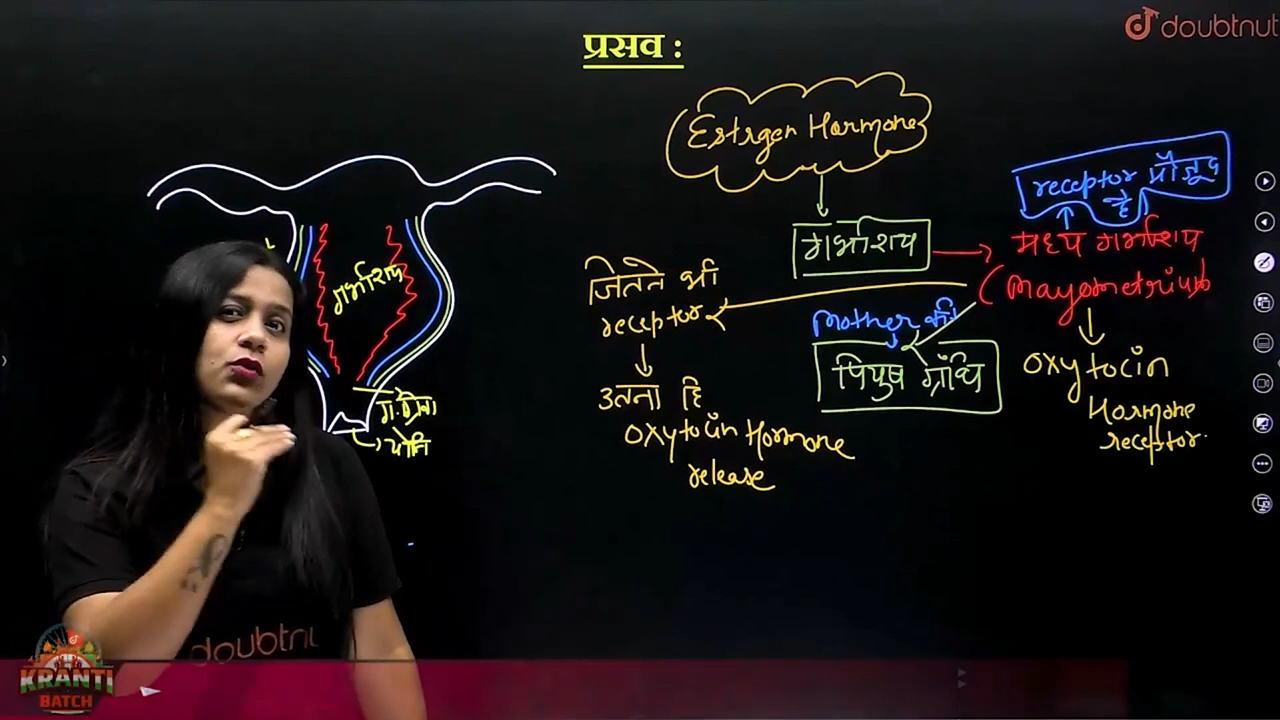 doubtnut
प्रसव :
Estrgen Hormone
receptor मौजूद
है
गर्भाशय
मध्य गर्भाशय
(Mayometrium)
जितने भी
receptor
Mother की
पियुष ग्रंथि
oxytocin
Hormone
receptor
उतना हि
oxytocin Hormone
release
गर्भाशय
ग. ग्रीवा
योनि
doubtnut
KRANTI
BATCH